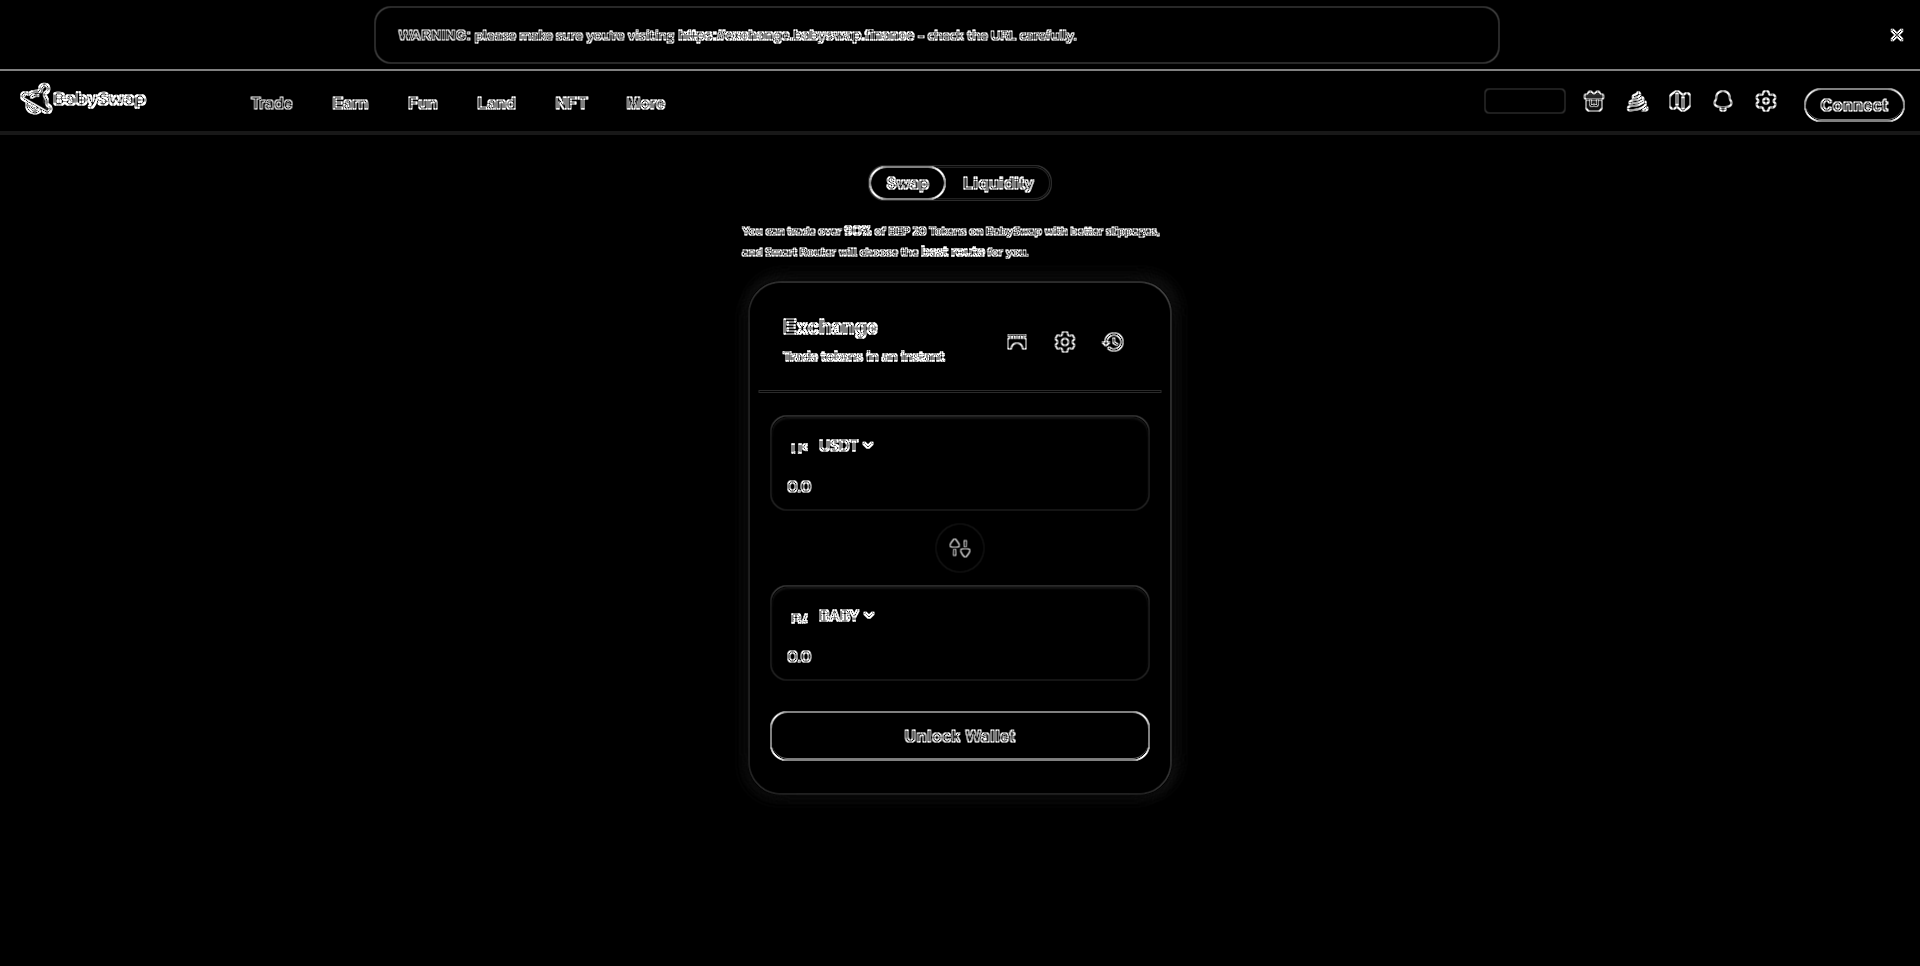 WARNING: please make sure you're visiting https://exchange.babyswap.finance - check the URL carefully.
BabySwap
Trade Earn Fun Land NFT More
Connect
Swap Liquidity
You can trade over 90% of BEP 20 Tokens on BabySwap with better slippages,
and Smart Router will choose the best route for you.
Exchange
Trade tokens in an instant
USDT
0.0
BABY
0.0
Unlock Wallet